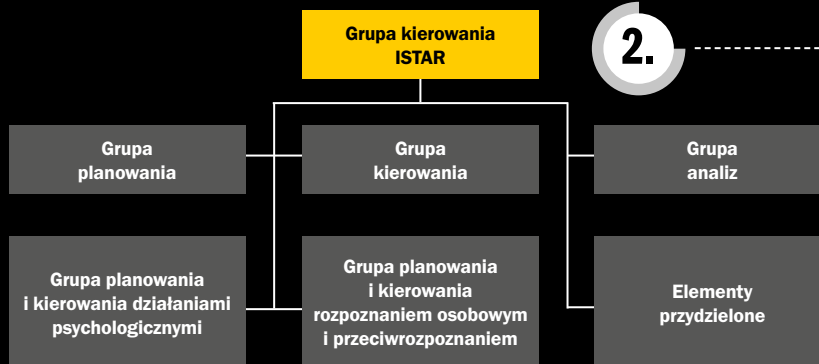 Grupa kierowania
ISTAR
2.
Grupa
planowania
Grupa
kierowania
Grupa
analiz
Grupa planowania
i kierowania działaniami
psychologicznymi
Grupa planowania
i kierowania
rozpoznaniem osobowym
i przeciwrozpoznaniem
Elementy
przydzielone